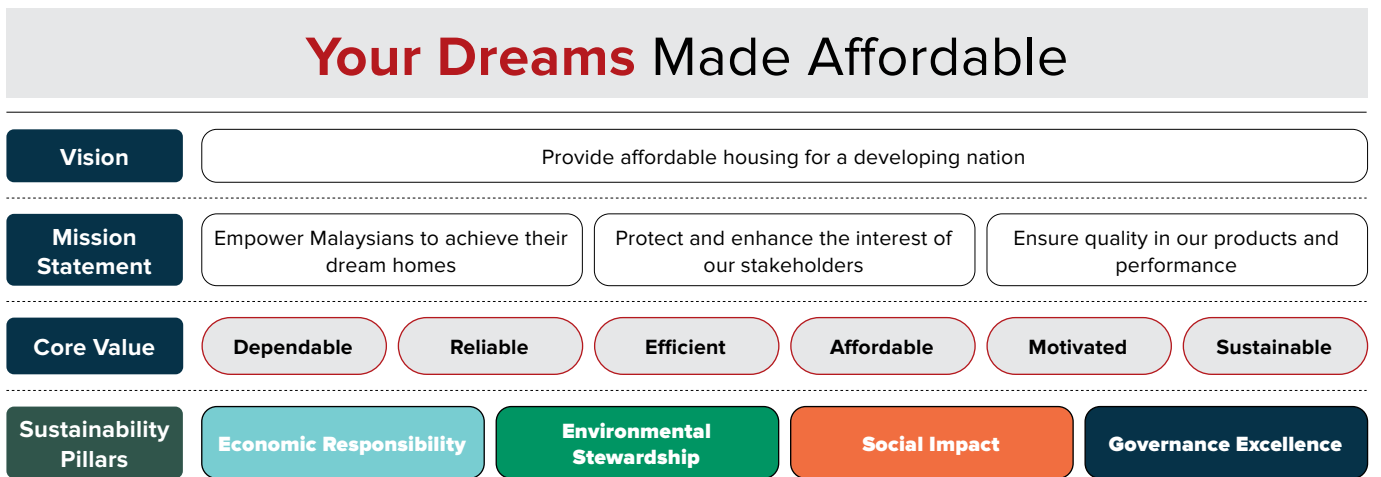 Your Dreams Made Affordable
Vision
Provide affordable housing for a developing nation
Mission
Statement
Empower Malaysians to achieve their
dream homes
Protect and enhance the interest of
our stakeholders
Ensure quality in our products and
performance
Core Value
Dependable
Reliable
Efficient
Affordable
Motivated
Sustainable
Sustainability
Pillars
Economic Responsibility
Environmental
Stewardship
Social Impact
Governance Excellence